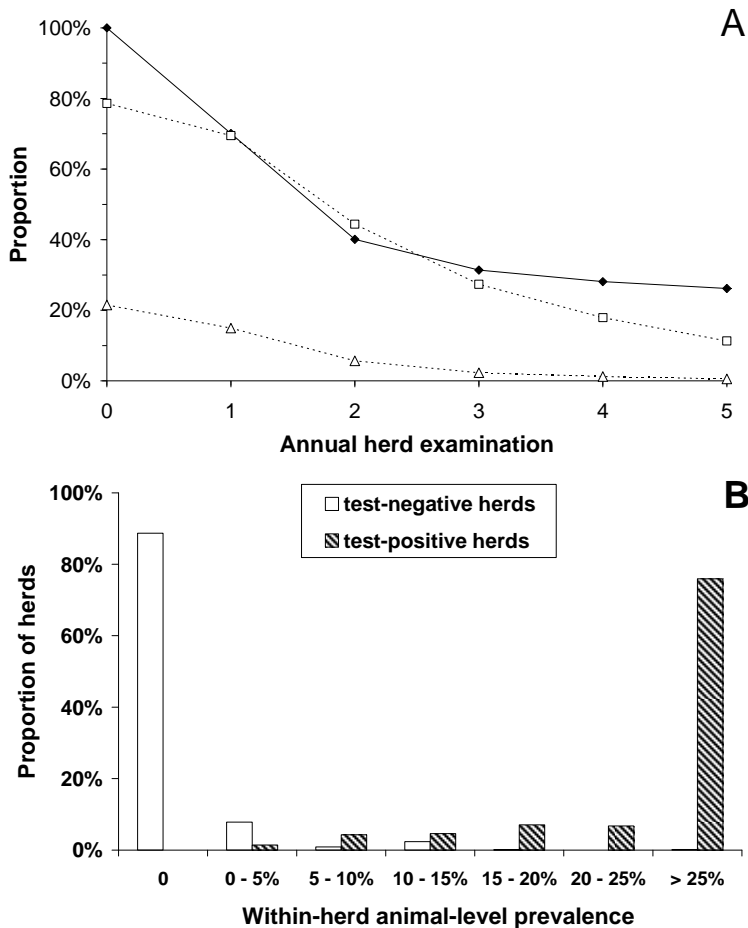 A
100%
80%
60%
40%
20%
0%
Proportion
0 1 2 3 4 5
Annual herd examination
B
100%
80%
60%
40%
20%
0%
Proportion of herds
test-negative herds
test-positive herds
0 0 - 5% 5 - 10% 10 - 15% 15 - 20% 20 - 25% > 25%
Within-herd animal-level prevalence